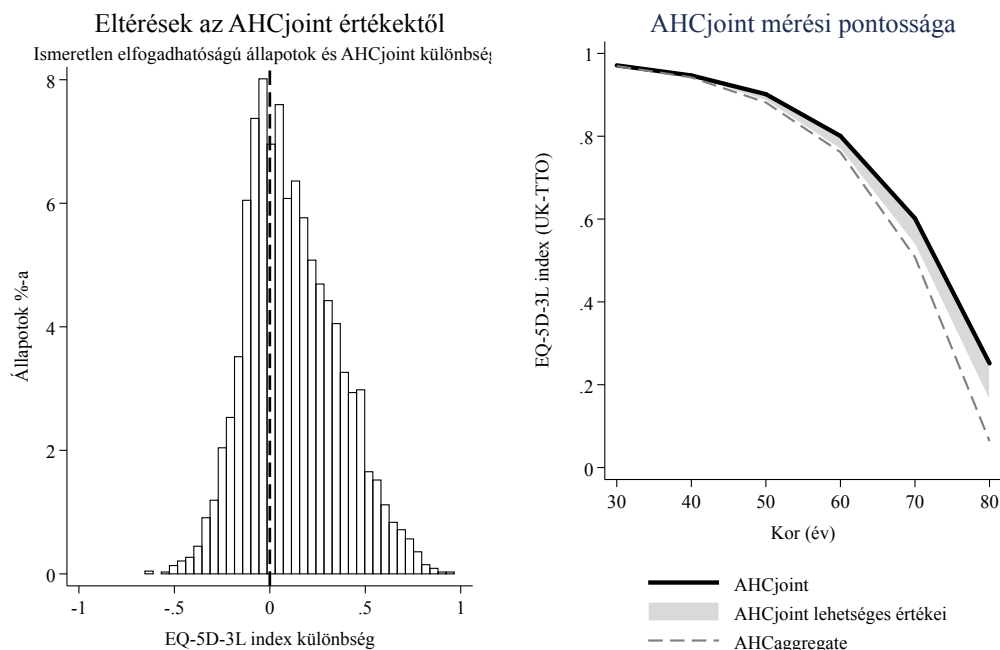 Eltérések az AHCjoint értékektől
Ismeretlen elfogadhatóságú állapotok és AHCjoint
Állapotok %-a
8
6
4
2
0
-1 -.5 0 .5 1
EQ-5D-3L index különbség
AHCjoint mérési pontossága
EQ-5D-3L index (UK-TTO)
1
.8
.6
.4
.2
0
30 40 50 60 70 80
Kor (év)
AHCjoint
AHCjoint lehetséges értékei
AHCaggregate